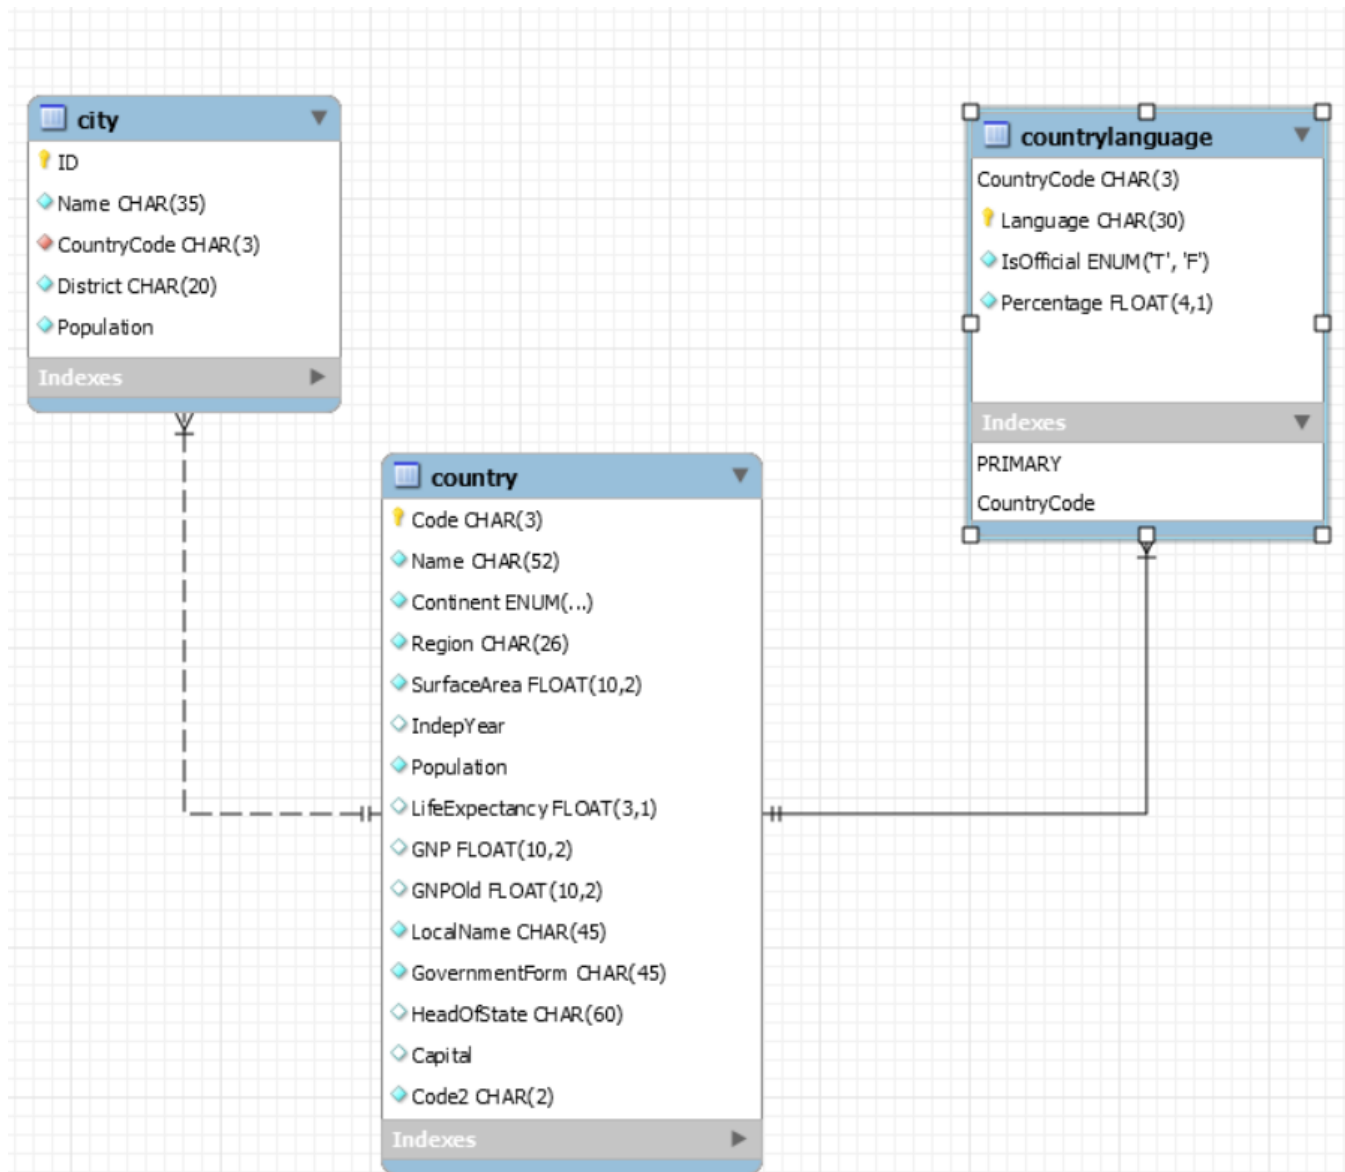 city
ID
Name CHAR(35)
CountryCode CHAR(3)
District CHAR(20)
Population
Indexes
countrylanguage
CountryCode CHAR(3)
Language CHAR(30)
IsOfficial ENUM('T', 'F')
Percentage FLOAT(4,1)
Indexes
PRIMARY
CountryCode
country
Code CHAR(3)
Name CHAR(52)
Continent ENUM(...)
Region CHAR(26)
SurfaceArea FLOAT(10,2)
IndepYear
Population
LifeExpectancy FLOAT(3,1)
GNP FLOAT(10,2)
GNPOld FLOAT(10,2)
LocalName CHAR(45)
GovernmentForm CHAR(45)
HeadOfState CHAR(60)
Capital
Code2 CHAR(2)
Indexes